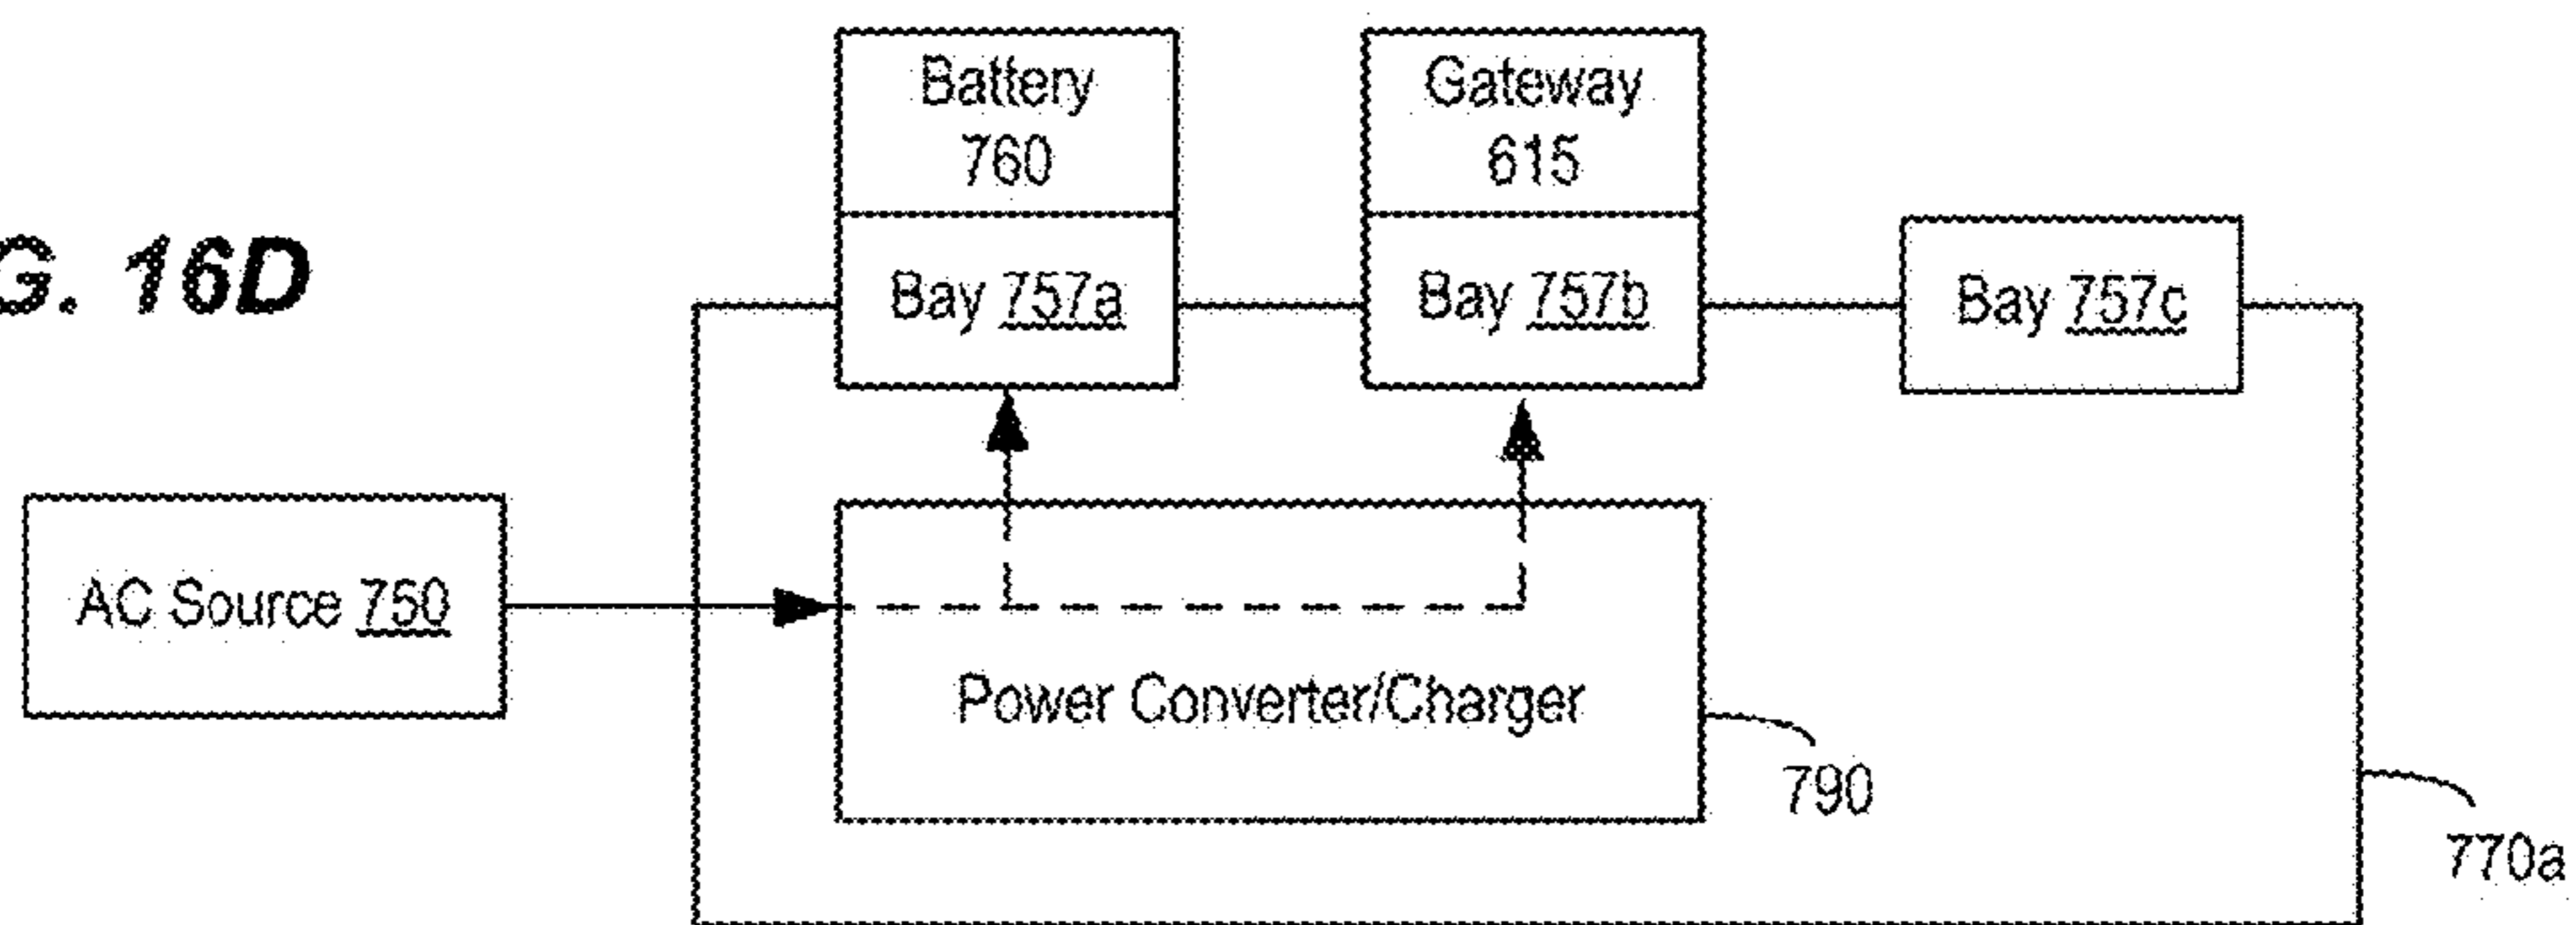 G. 16D
Battery
760
Gateway
615
Bay 757a
Bay 757b
Bay 757c
AC Source 750
Power Converter/Charger
790
770a